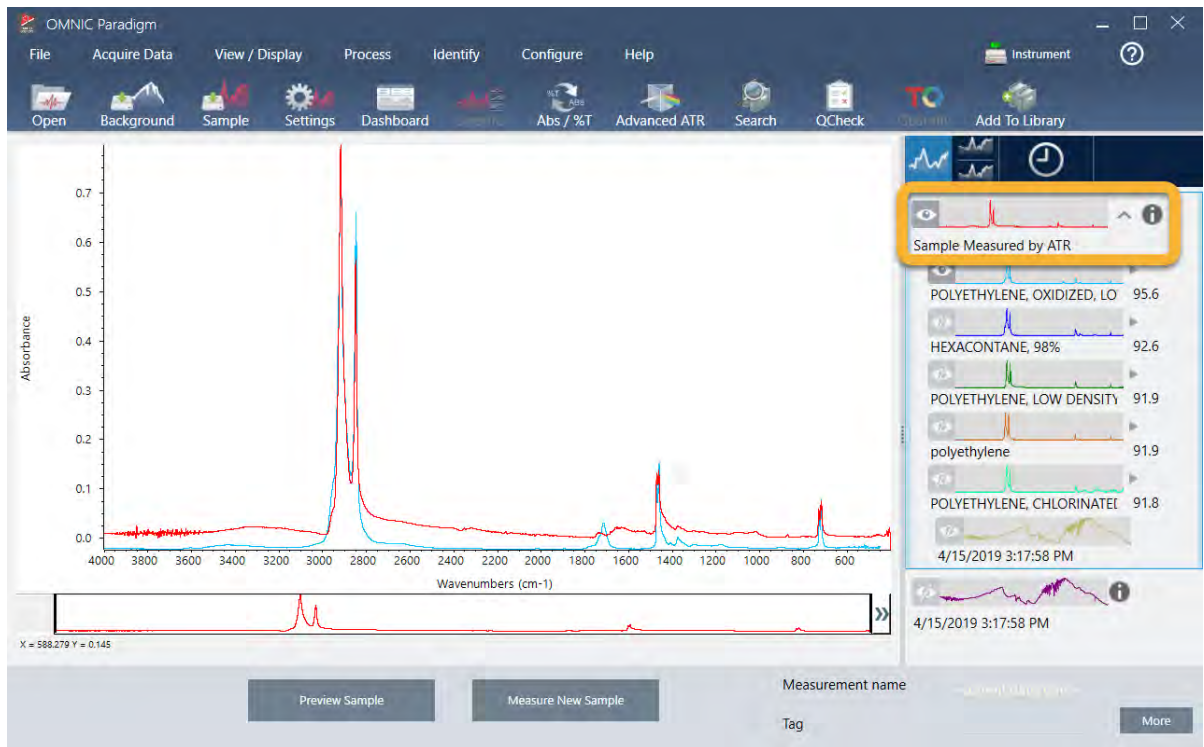 OMNIC Paradigm
File Acquire Data View / Display Process Identify Configure Help Instrument
Open Background Sample Settings Dashboard Abs / %T Advanced ATR Search QCheck Add To Library
%T
ABS
TQ
Sample Measured by ATR
POLYETHYLENE, OXIDIZED, LO 95.6
HEXACONTANE, 98% 92.6
POLYETHYLENE, LOW DENSITY 91.9
polyethylene 91.9
POLYETHYLENE, CHLORINATED 91.8
4/15/2019 3:17:58 PM
4/15/2019 3:17:58 PM
Absorbance
0.7
0.6
0.5
0.4
0.3
0.2
0.1
0.0
4000 3800 3600 3400 3200 3000 2800 2600 2400 2200 2000 1800 1600 1400 1200 1000 800 600
Wavenumbers (cm-1)
X = 588.279 Y = 0.145
Preview Sample
Measure New Sample
Measurement name
Tag
More